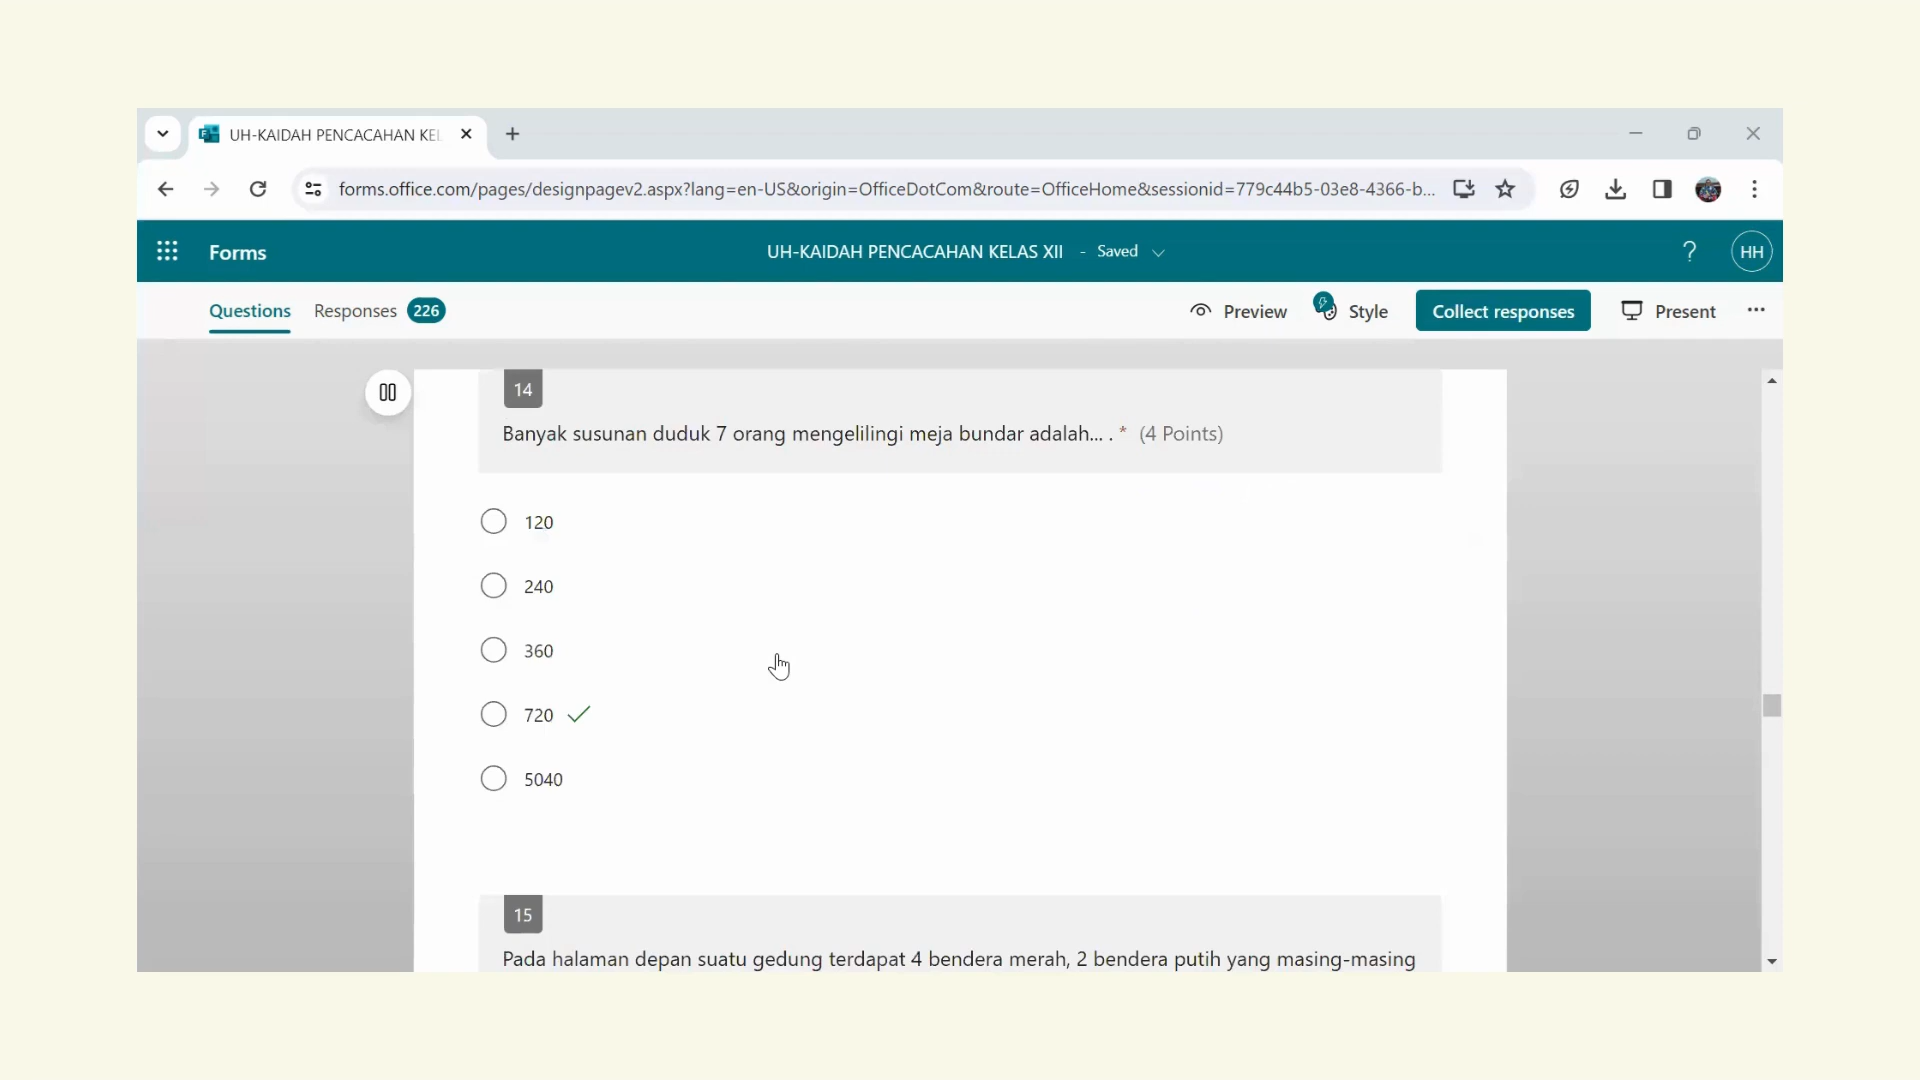 UH-KAIDAH PENCACAHAN KEL
forms.office.com/pages/designpagev2.aspx?lang=en-US&origin=OfficeDotCom&route=OfficeHome&sessionid=779c44b5-03e8-4366-b...
Forms
UH-KAIDAH PENCACAHAN KELAS XII - Saved
? HH
Questions Responses 226
Preview Style Collect responses Present ...
14
Banyak susunan duduk 7 orang mengelilingi meja bundar adalah... . * (4 Points)
120
240
360
720
5040
15
Pada halaman depan suatu gedung terdapat 4 bendera merah, 2 bendera putih yang masing-masing